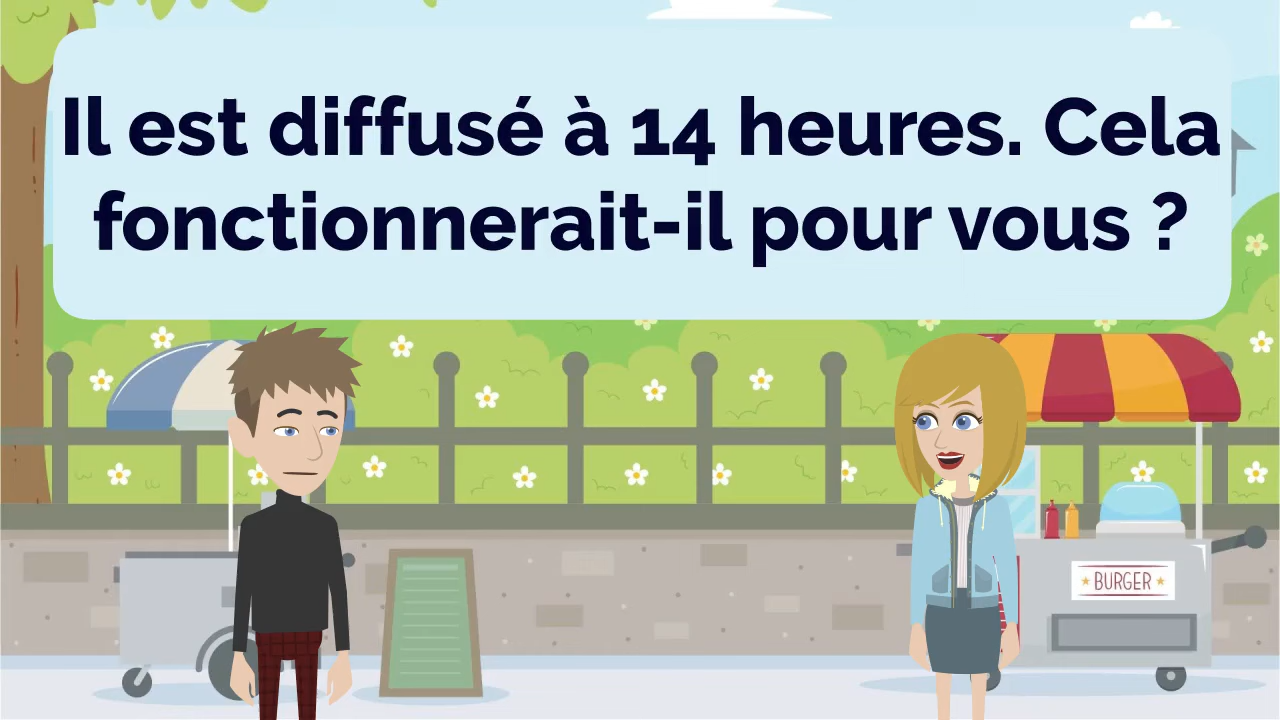 Il est diffusé à 14 heures. Cela
fonctionnerait-il pour vous ?
BURGER